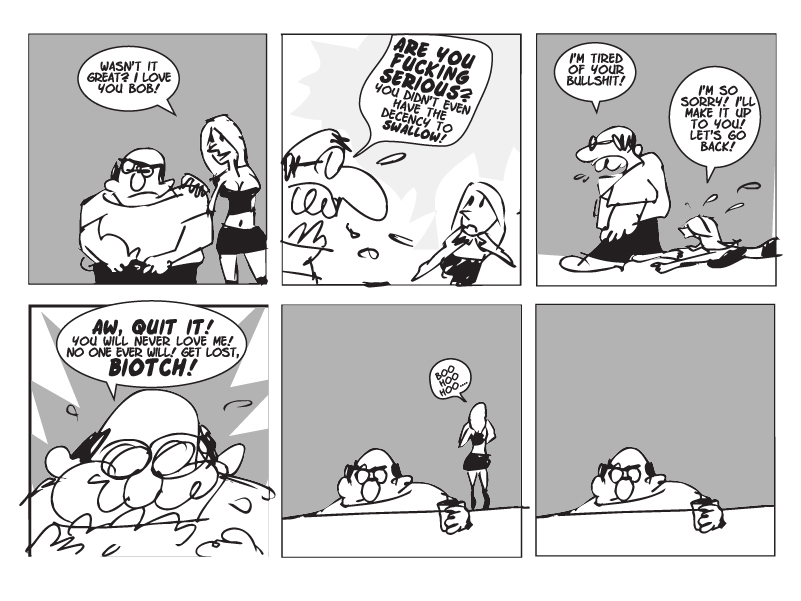 WASN'T IT
GREAT? I LOVE
YOU BOB!
ARE YOU
FUCKING
SERIOUS?
YOU DIDN'T EVEN
HAVE THE
DECENCY TO
SWALLOW!
I'M TIRED
OF YOUR
BULLSHIT!
I'M SO
SORRY! I'LL
MAKE IT UP
TO YOU!
LET'S GO
BACK!
AW, QUIT IT!
YOU WILL NEVER LOVE ME!
NO ONE EVER WILL! GET LOST,
BIOTCH!
BOO
HOO
HOO....